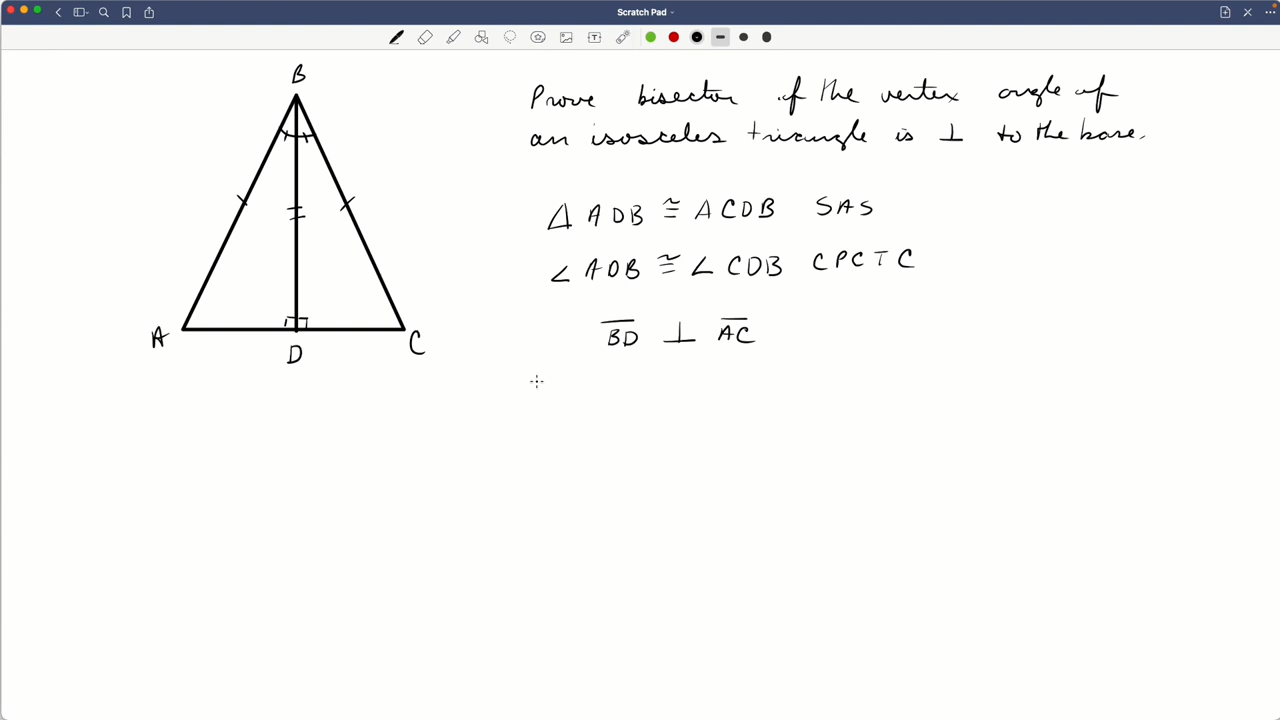 Scratch Pad
B
A
D
C
Prove bisector of the vertex angle of
an isosceles triangle is ⊥ to the base.
△ ADB ≅ △ CDB SAS
∠ ADB ≅ ∠ CDB CPCTC
BD ⊥ AC